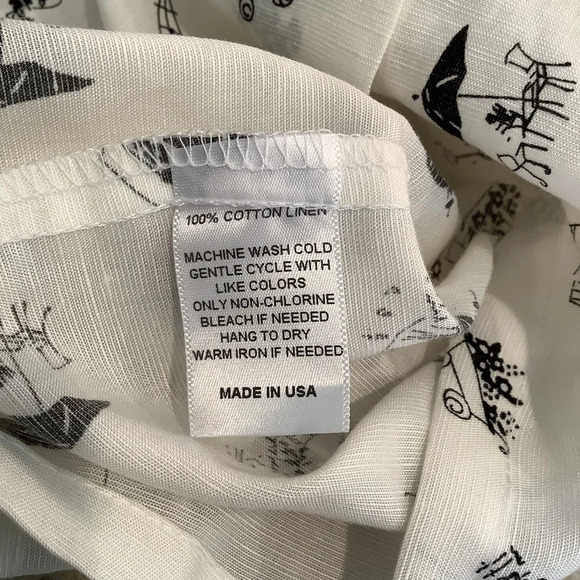 100% COTTON LINEN
MACHINE WASH COLD
GENTLE CYCLE WITH
LIKE COLORS
ONLY NON-CHLORINE
BLEACH IF NEEDED
HANG TO DRY
WARM IRON IF NEEDED
MADE IN USA